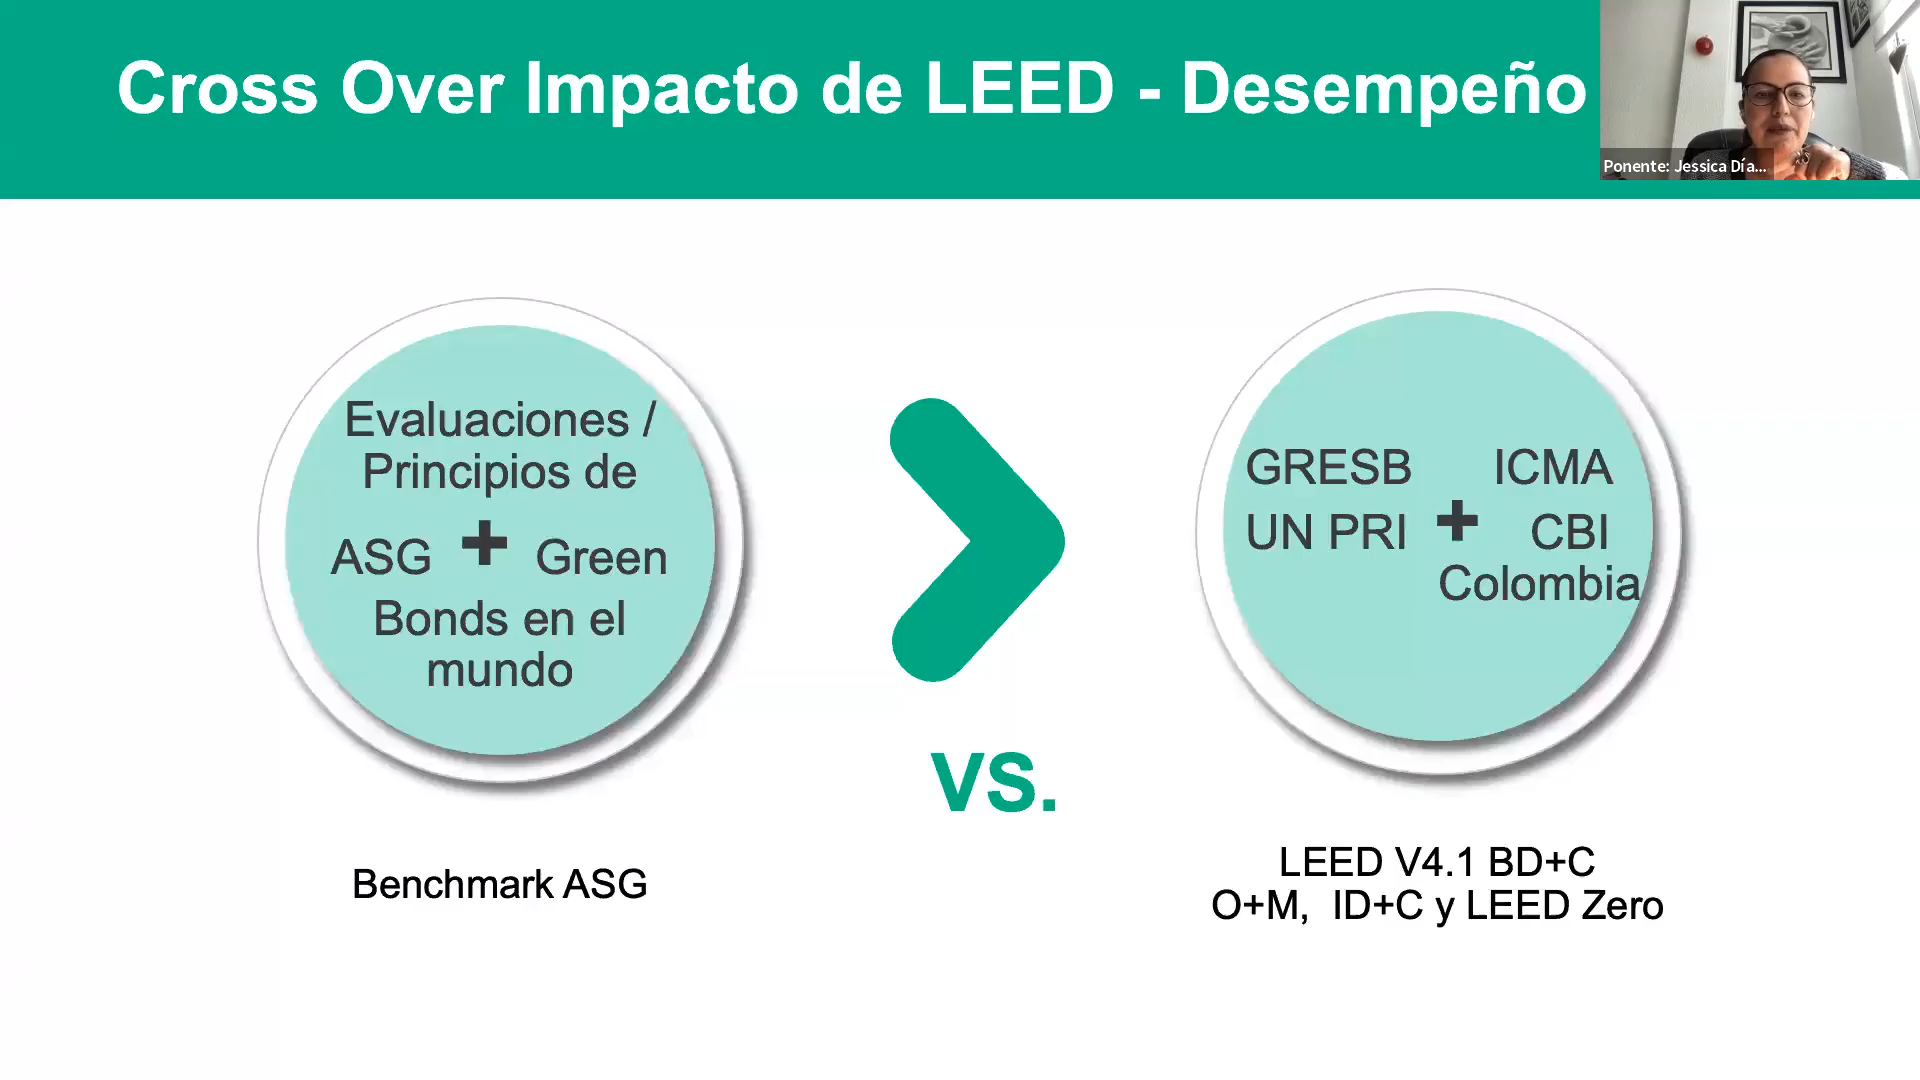 Cross Over Impacto de LEED - Desempeño
Ponente: Jessica Día...
Evaluaciones /
Principios de
ASG + Green
Bonds en el
mundo
Benchmark ASG
vs.
GRESB ICMA
UN PRI + CBI
Colombia
LEED V4.1 BD+C
O+M, ID+C y LEED Zero